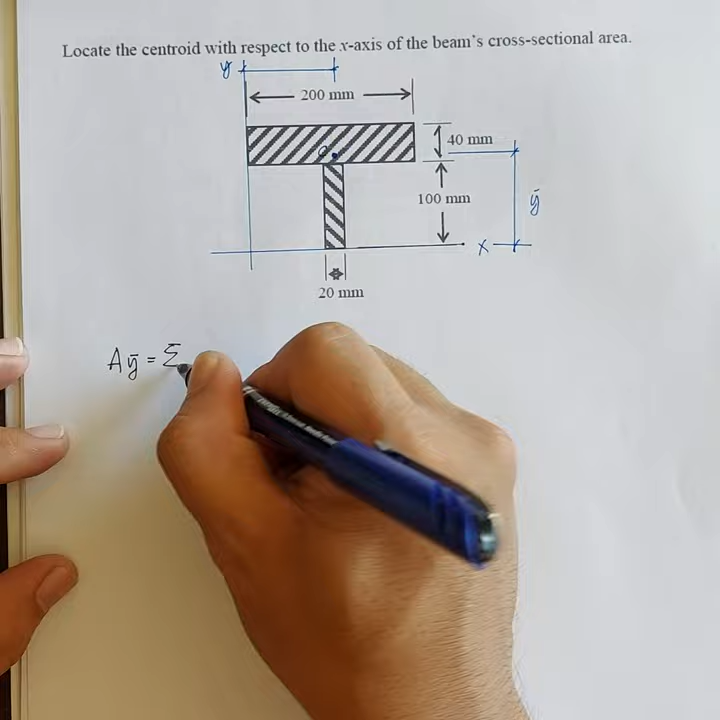 Locate the centroid with respect to the x-axis of the beam's cross-sectional area.
y
200 mm
40 mm
100 mm
ȳ
x
20 mm
Aȳ = Σ